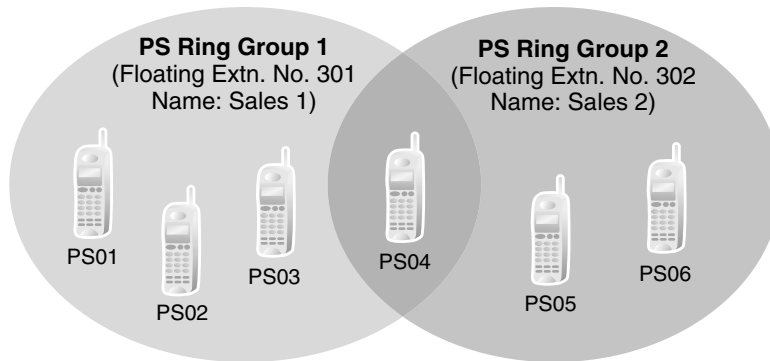 PS Ring Group 1
(Floating Extn. No. 301
Name: Sales 1)
PS Ring Group 2
(Floating Extn. No. 302
Name: Sales 2)
PS01
PS02
PS03
PS04
PS05
PS06